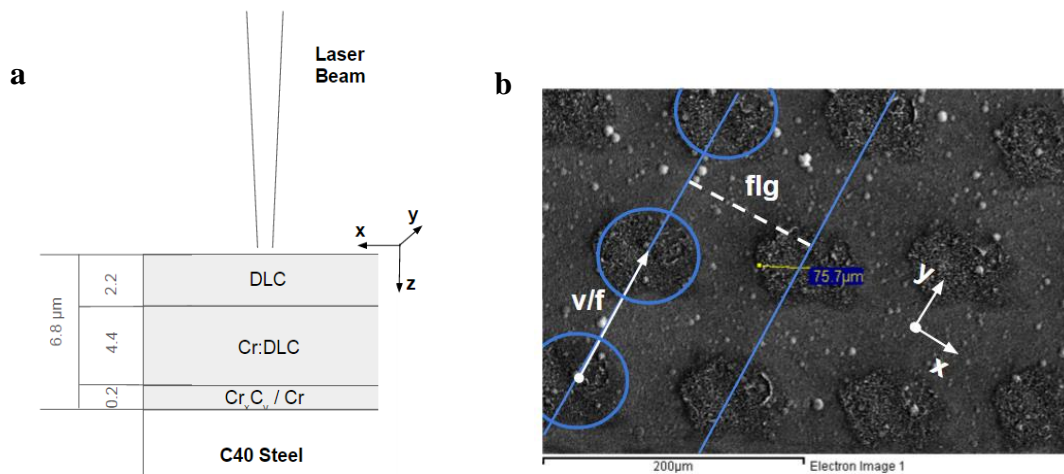 a
Laser
Beam
x
y
z
2.2
4.4
0.2
6.8 µm
DLC
Cr:DLC
CrxCy / Cr
C40 Steel
b
flg
v/f
75.7µm
y
x
200µm
Electron Image 1